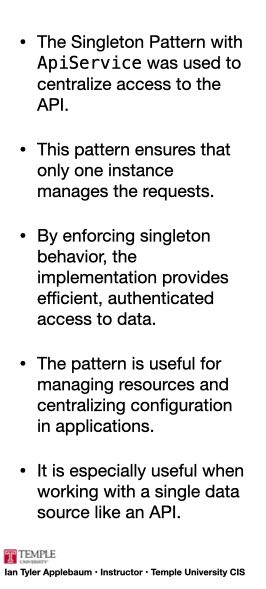 • The Singleton Pattern with
ApiService was used to
centralize access to the
API.
• This pattern ensures that
only one instance
manages the requests.
• By enforcing singleton
behavior, the
implementation provides
efficient, authenticated
access to data.
• The pattern is useful for
managing resources and
centralizing configuration
in applications.
• It is especially useful when
working with a single data
source like an API.
TEMPLE
UNIVERSITY
Ian Tyler Applebaum • Instructor • Temple University CIS